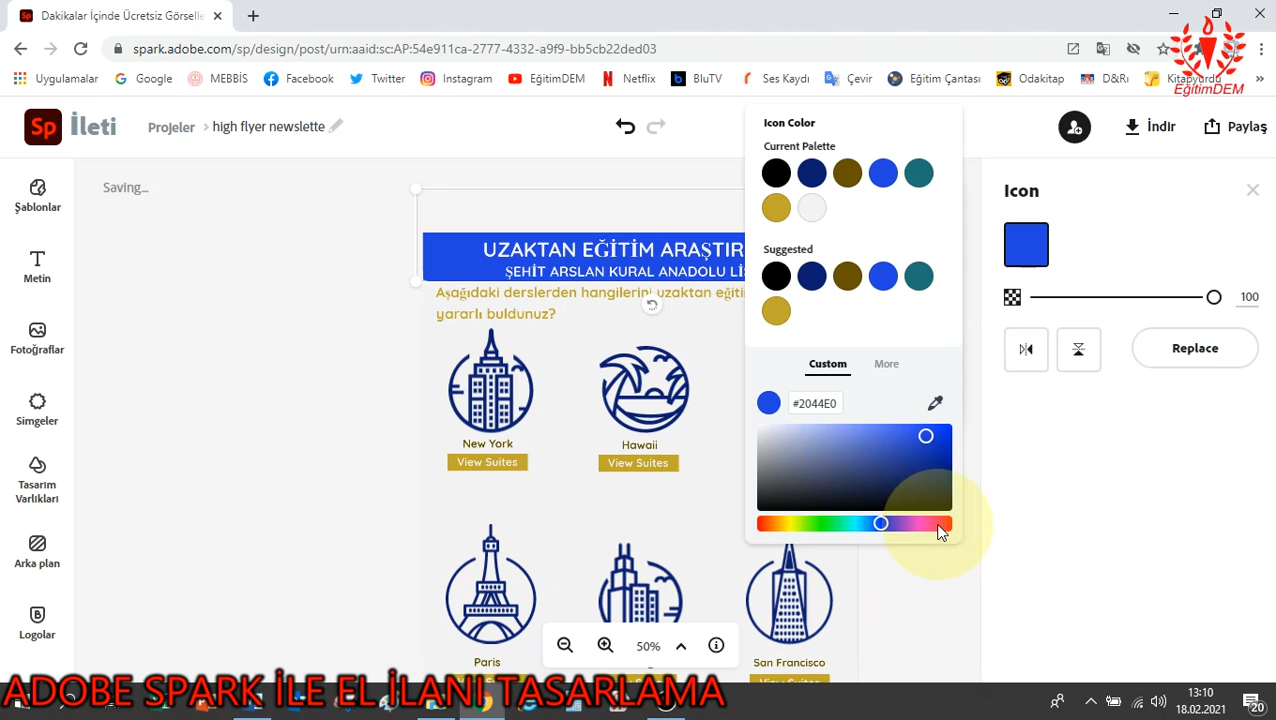 Sp Dakikalar İçinde Ücretsiz Görselle
spark.adobe.com/sp/design/post/urn:aaid:sc:AP:54e911ca-2777-4332-a9f9-bb5cb22ded03
Uygulamalar Google MEBBİS Facebook Twitter Instagram EğitimDEM Netflix BluTV Ses Kaydı Çevir Eğitim Çantası Odakitap D&R Kitapyurdu »
EğitimDEM
Sp İleti Projeler > high flyer newslette İndir Paylaş
Saving...
Şablonlar
Metin
Fotoğraflar
Simgeler
Tasarım
Varlıkları
Arka plan
B
Logolar
UZAKTAN EĞİTİM ARAŞTIR
ŞEHİT ARSLAN KURAL ANADOLU LİS
Aşağıdaki derslerden hangilerini uzaktan eğitim
yararlı buldunuz?
New York
View Suites
Hawaii
View Suites
Paris
San Francisco
View Suites
50%
Icon Color
Current Palette
Suggested
Custom More
#2044E0
Icon
100
Replace
ADOBE SPARK İLE EL İLANI TASARLAMA
13:10
18.02.2021
20